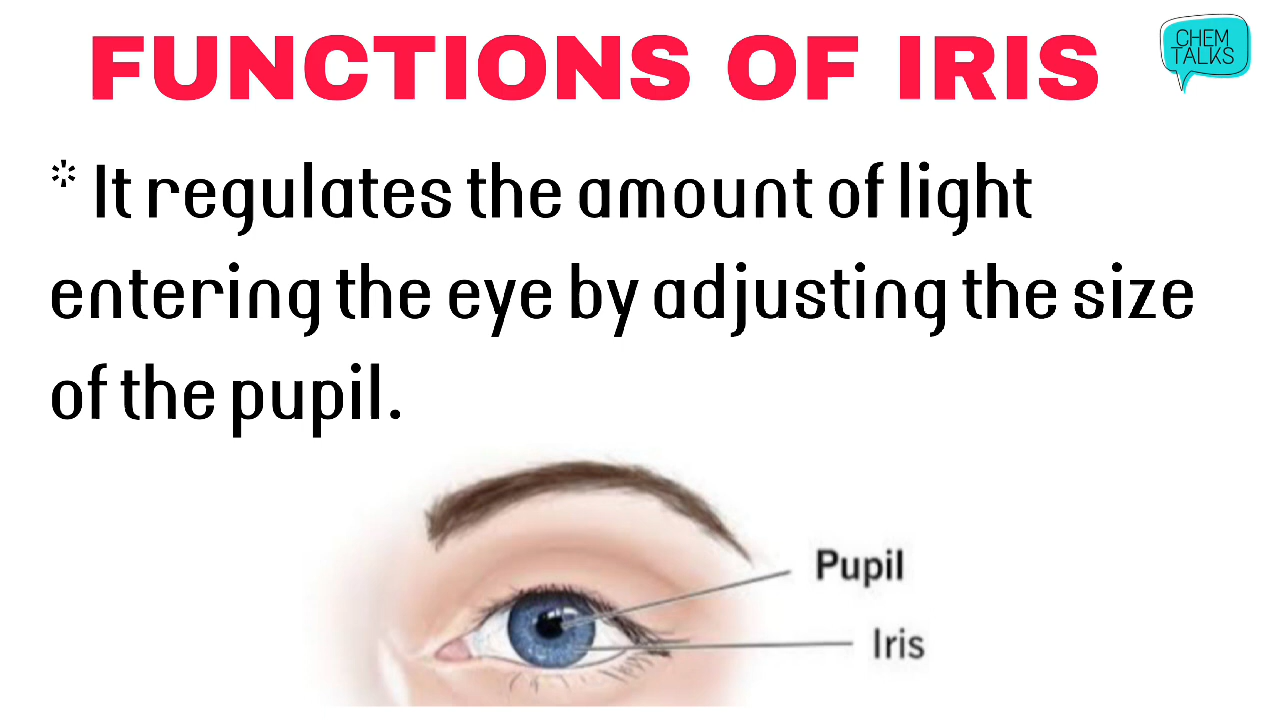 FUNCTIONS OF IRIS
CHEM
TALKS
* It regulates the amount of light
entering the eye by adjusting the size
of the pupil.
Pupil
Iris